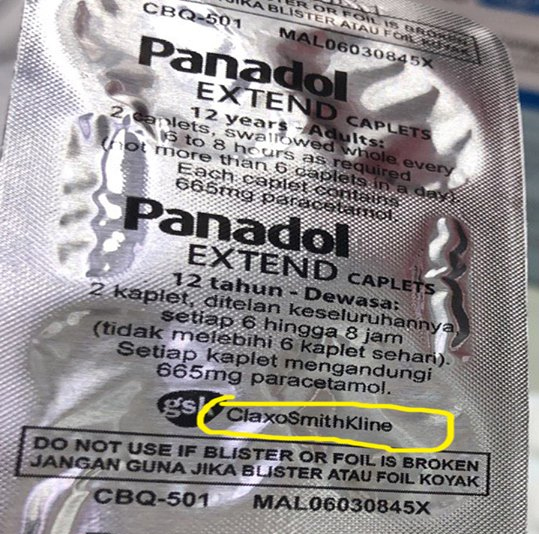 BLISTER OR FOIL IS BROKEN
JIKA BLISTER ATAU FOIL KOYAK
CBQ-501 MAL06030845X
Panadol
EXTEND CAPLETS
12 years - Adults:
2 caplets, swallowed whole every
6 to 8 hours as required
(not more than 6 caplets in a day).
Each caplet contains
665mg paracetamol.
Panadol
EXTEND CAPLETS
12 tahun - Dewasa:
2 kaplet, ditelan keseluruhannya,
setiap 6 hingga 8 jam
(tidak melebihi 6 kaplet sehari).
Setiap kaplet mengandungi
665mg paracetamol.
gsk ClaxoSmithKline
DO NOT USE IF BLISTER OR FOIL IS BROKEN
JANGAN GUNA JIKA BLISTER ATAU FOIL KOYAK
CBQ-501 MAL06030845X